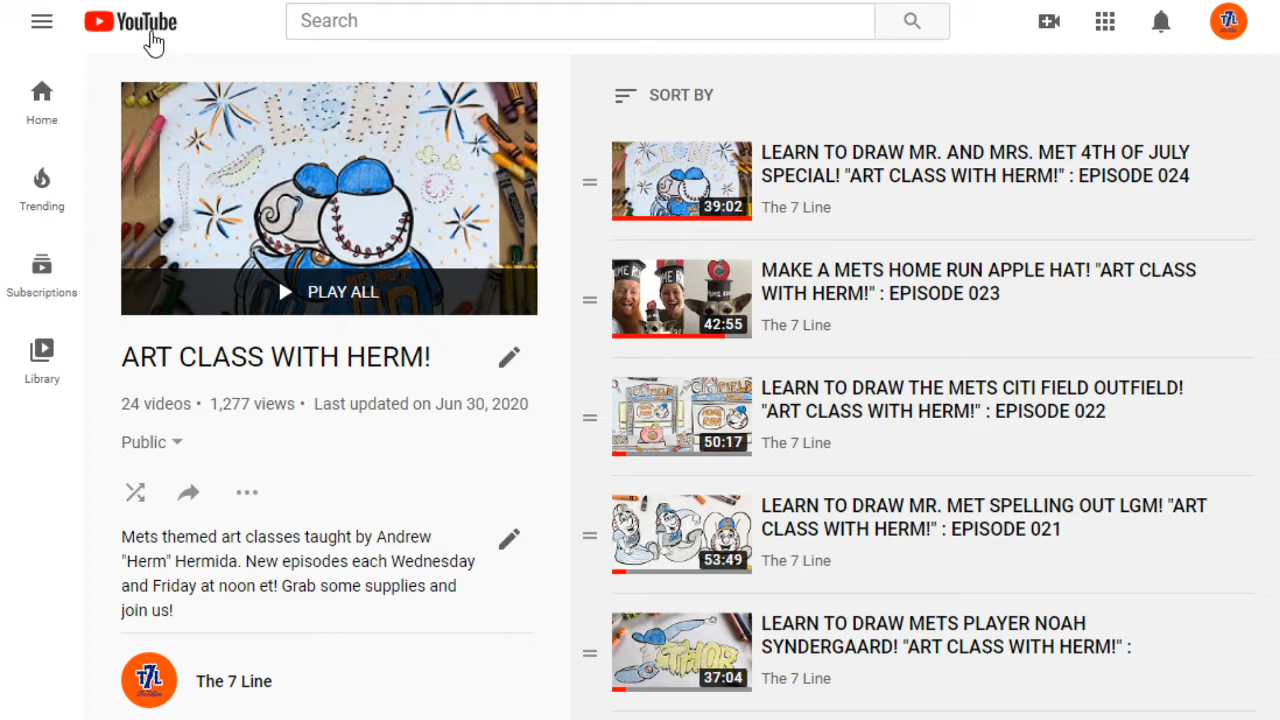 YouTube
Search
T7L
Home
Trending
Subscriptions
Library
LGM
PLAY ALL
ART CLASS WITH HERM!
24 videos • 1,277 views • Last updated on Jun 30, 2020
Public
Mets themed art classes taught by Andrew
"Herm" Hermida. New episodes each Wednesday
and Friday at noon et! Grab some supplies and
join us!
T7L
The 7 Line
SORT BY
LGM
39:02
LEARN TO DRAW MR. AND MRS. MET 4TH OF JULY
SPECIAL! "ART CLASS WITH HERM!" : EPISODE 024
The 7 Line
HOME RUN
42:55
MAKE A METS HOME RUN APPLE HAT! "ART CLASS
WITH HERM!" : EPISODE 023
The 7 Line
50:17
LEARN TO DRAW THE METS CITI FIELD OUTFIELD!
"ART CLASS WITH HERM!" : EPISODE 022
The 7 Line
53:49
LEARN TO DRAW MR. MET SPELLING OUT LGM! "ART
CLASS WITH HERM!" : EPISODE 021
The 7 Line
THOR
37:04
LEARN TO DRAW METS PLAYER NOAH
SYNDERGAARD! "ART CLASS WITH HERM!" :
The 7 Line